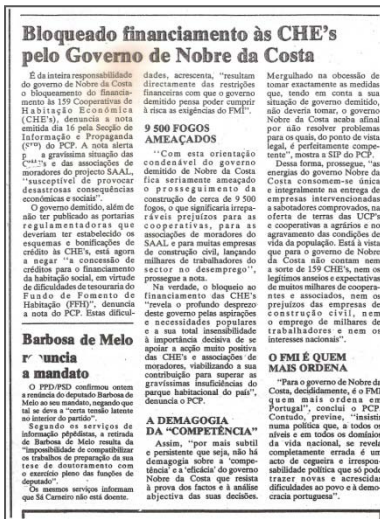 Bloqueado financiamento às CHE's
pelo Governo de Nobre da Costa
É da inteira responsabilidade
do governo de Nobre da Costa
o bloqueamento do financia-
mento às 159 Cooperativas de
Habitação Económica
(CHE's), denuncia a nota
emitida dia 16 pela Secção de
Informação e Propaganda
do PCP. A nota alerta
a gravíssima situação das
e das associações de
moradores do projecto SAAL,
"susceptível de provocar
desastrosas consequências
económicas e sociais".
O governo demitido, além de
não ter publicado as portarias
regulamentadoras que
deveriam ter estabelecido os
esquemas e bonificações de
crédito às CHE's, está agora
a negar "a concessão de
créditos para o financiamento
da habitação social, em virtude
de dificuldades de tesouraria do
Fundo de Fomento de
Habitação (FFH)", denuncia
a nota do PCP. Estas dificul-
dades, acrescenta, "resultam
directamente das restrições
financeiras com que o governo
demitido pensa poder cumprir
à risca as exigências do FMI".
9 500 FOGOS
AMEAÇADOS
"Com esta orientação
condenável do governo
demitido de Nobre da Costa
fica seriamente ameaçado
o prosseguimento da
construção de cerca de 9 500
fogos, o que significaria irrepa-
ráveis prejuízos para as
cooperativas, para as
associações de moradores do
SAAL e para muitas empresas
de construção civil, lançando
milhares de trabalhadores do
sector no desemprego",
prossegue a nota.
Na verdade, o bloqueio ao
financiamento das CHE's
"revela o profundo desprezo
deste governo pelas aspirações
e necessidades populares
e a sua total insensibilidade
à importância decisiva de se
apoiar a acção muito positiva
das CHE's e associações de
moradores, viabilizando a sua
contribuição para superar as
gravíssimas insuficiências do
parque habitacional do país",
denuncia o PCP.
A DEMAGOGIA
DA "COMPETÊNCIA"
Assim, "por mais subtil
e persistente que seja, não há
demagogia sobre a 'compe-
tência' e a 'eficácia' do governo
Nobre da Costa que resista
à prova dos factos e à análise
objectiva das suas decisões.
Mergulhado na obcessão de
tomar exactamente as medidas
que, tendo em conta a sua
situação de governo demitido,
não deveria tomar, o governo
Nobre da Costa acaba afinal
por não resolver problemas
para os quais, do ponto de vista
legal, é perfeitamente compe-
tente", mostra a SIP do PCP.
Dessa forma, prossegue, "as
energias do governo Nobre da
Costa consomem-se única
e integralmente na entrega de
empresas intervencionadas
a sabotadores comprovados, na
oferta de terras das UCP's
e cooperativas a agrários e no
agravamento das condições de
vida da população. Está à vista
que para o governo de Nobre
da Costa não contam nem
a sorte de 159 CHE's, nem os
legítimos anseios e expectativas
de muitos milhares de coopera-
ntes e associados, nem os
prejuízos das empresas de
construção civil, nem
o emprego de milhares de
trabalhadores e nem os
interesses nacionais".
O FMI É QUEM
MAIS ORDENA
"Para o governo de Nobre da
Costa, decididamente, é o FMI
quem mais ordena em
Portugal", conclui o PCP.
Contudo, previne, "insistir
numa política que, a todos os
níveis e em todos os domínios
da vida nacional, se revela
completamente errada é um
acto de cegueira e irrespon-
sabilidade política que só pode
trazer novas e acrescidas
dificuldades ao povo e à demo-
cracia portuguesa".
Barbosa de Melo
a mandato
O PPD/PSD confirmou ontem
a renúncia do deputado Barbosa de
Melo ao seu mandato, negando que
tal se deva a "certa tensão latente
no interior do partido".
Segundo os serviços de
informação pêpêdistas, a retirada
de Barbosa de Melo resulta da
"impossibilidade de compatibilizar
os trabalhos de preparação da sua
tese de doutoramento com
o exercício pleno das funções de
deputado".
Os mesmos serviços informam
que Sá Carneiro não está doente.